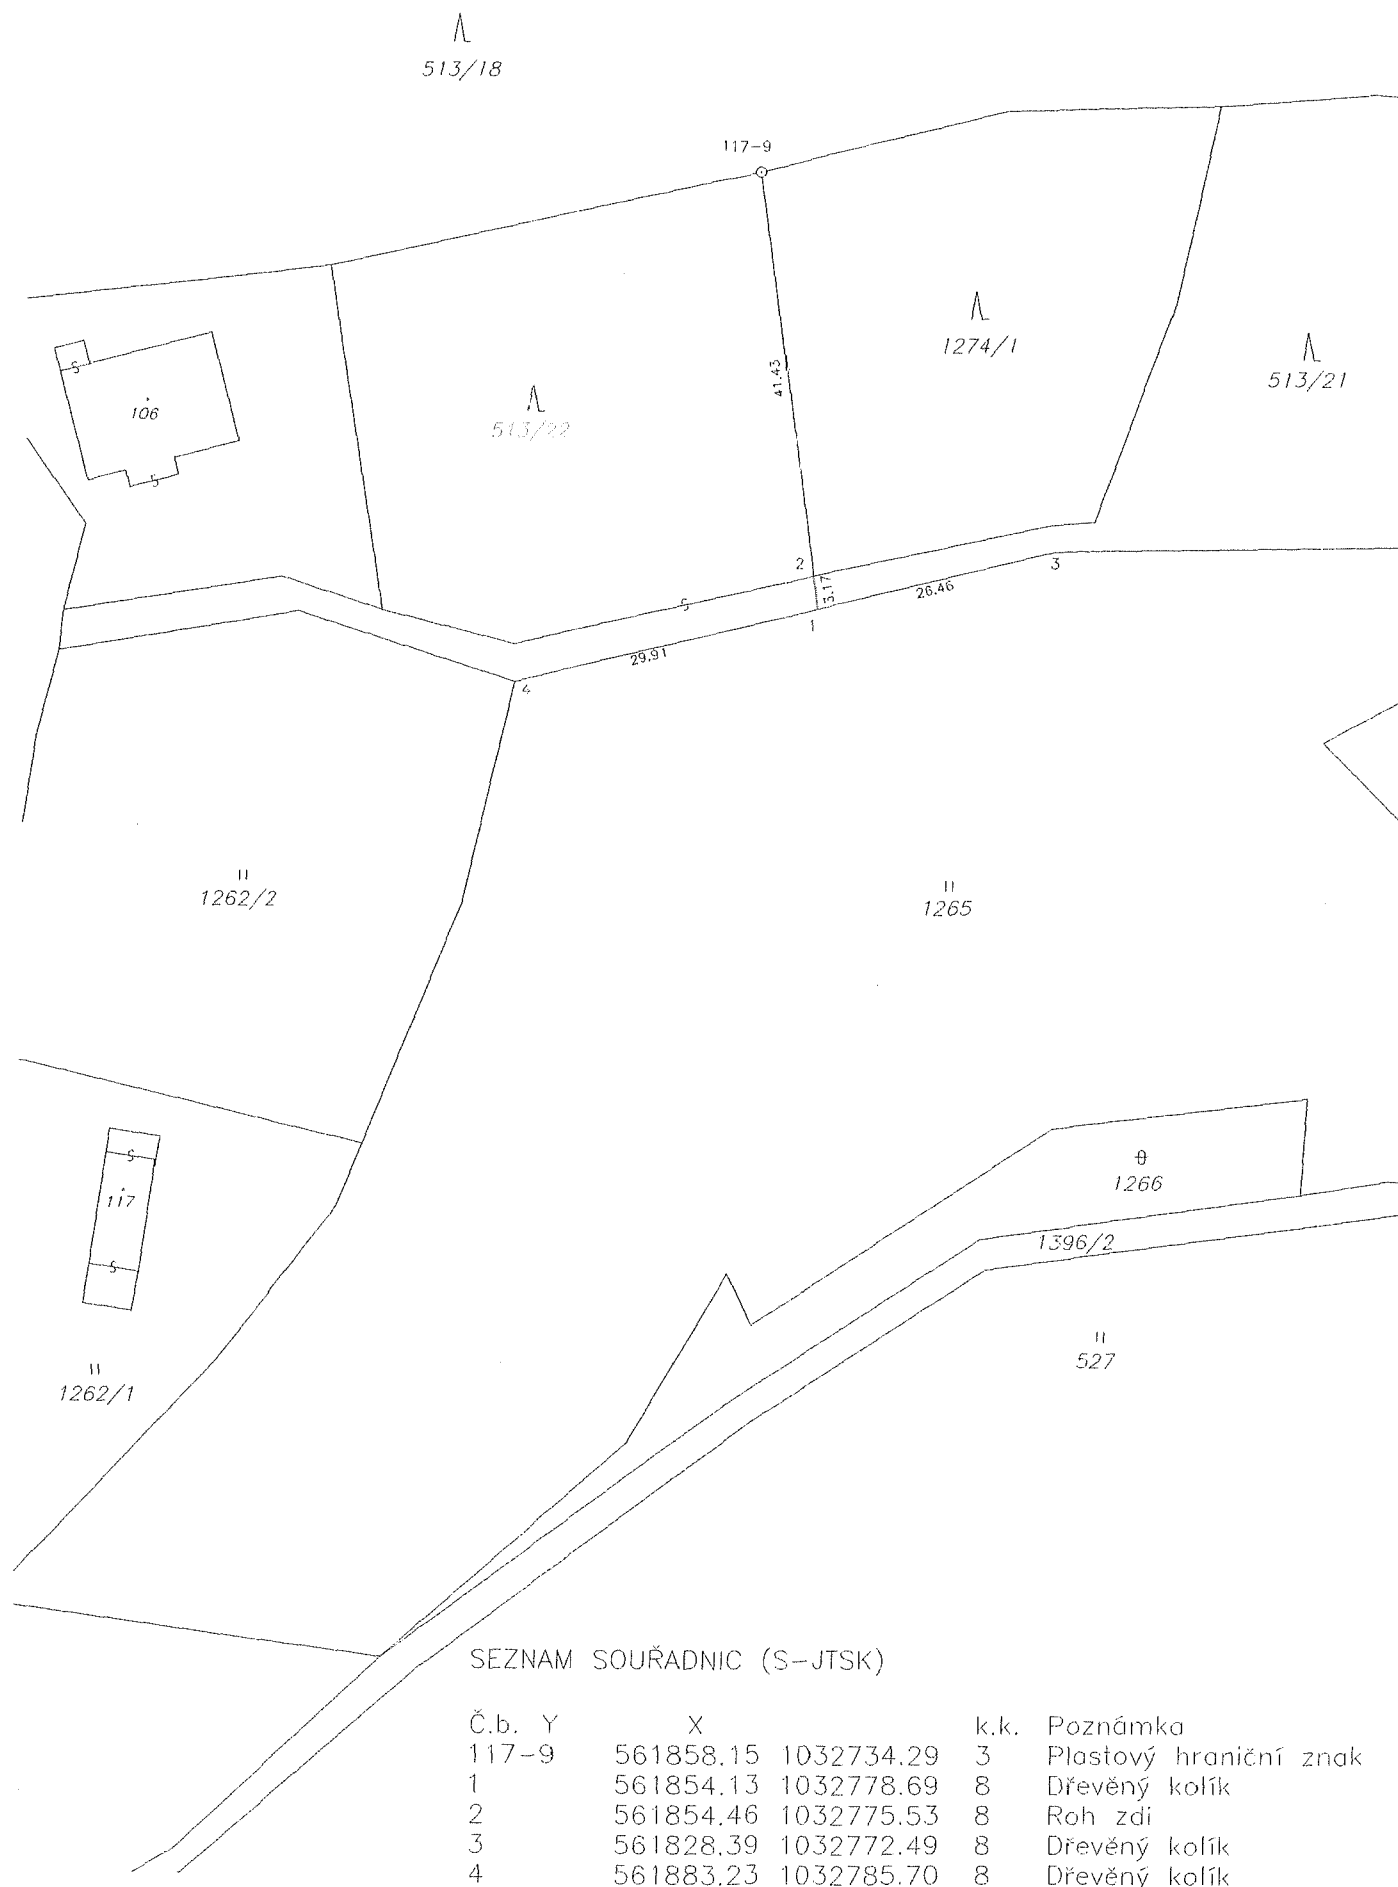 513/18
117-9
1274/1
513/21
41.43
106
S
513/22
S
2
3
3.17
26.46
S
1
29.91
4
1262/2
1265
S
1266
117
1396/2
S
527
1262/1
SEZNAM SOUŘADNIC (S-JTSK)
Č.b. Y X k.k. Poznámka
117-9 561858.15 1032734.29 3 Plastový hraniční znak
1 561854.13 1032778.69 8 Dřevěný kolík
2 561854.46 1032775.53 8 Roh zdi
3 561828.39 1032772.49 8 Dřevěný kolík
4 561883.23 1032785.70 8 Dřevěný kolík